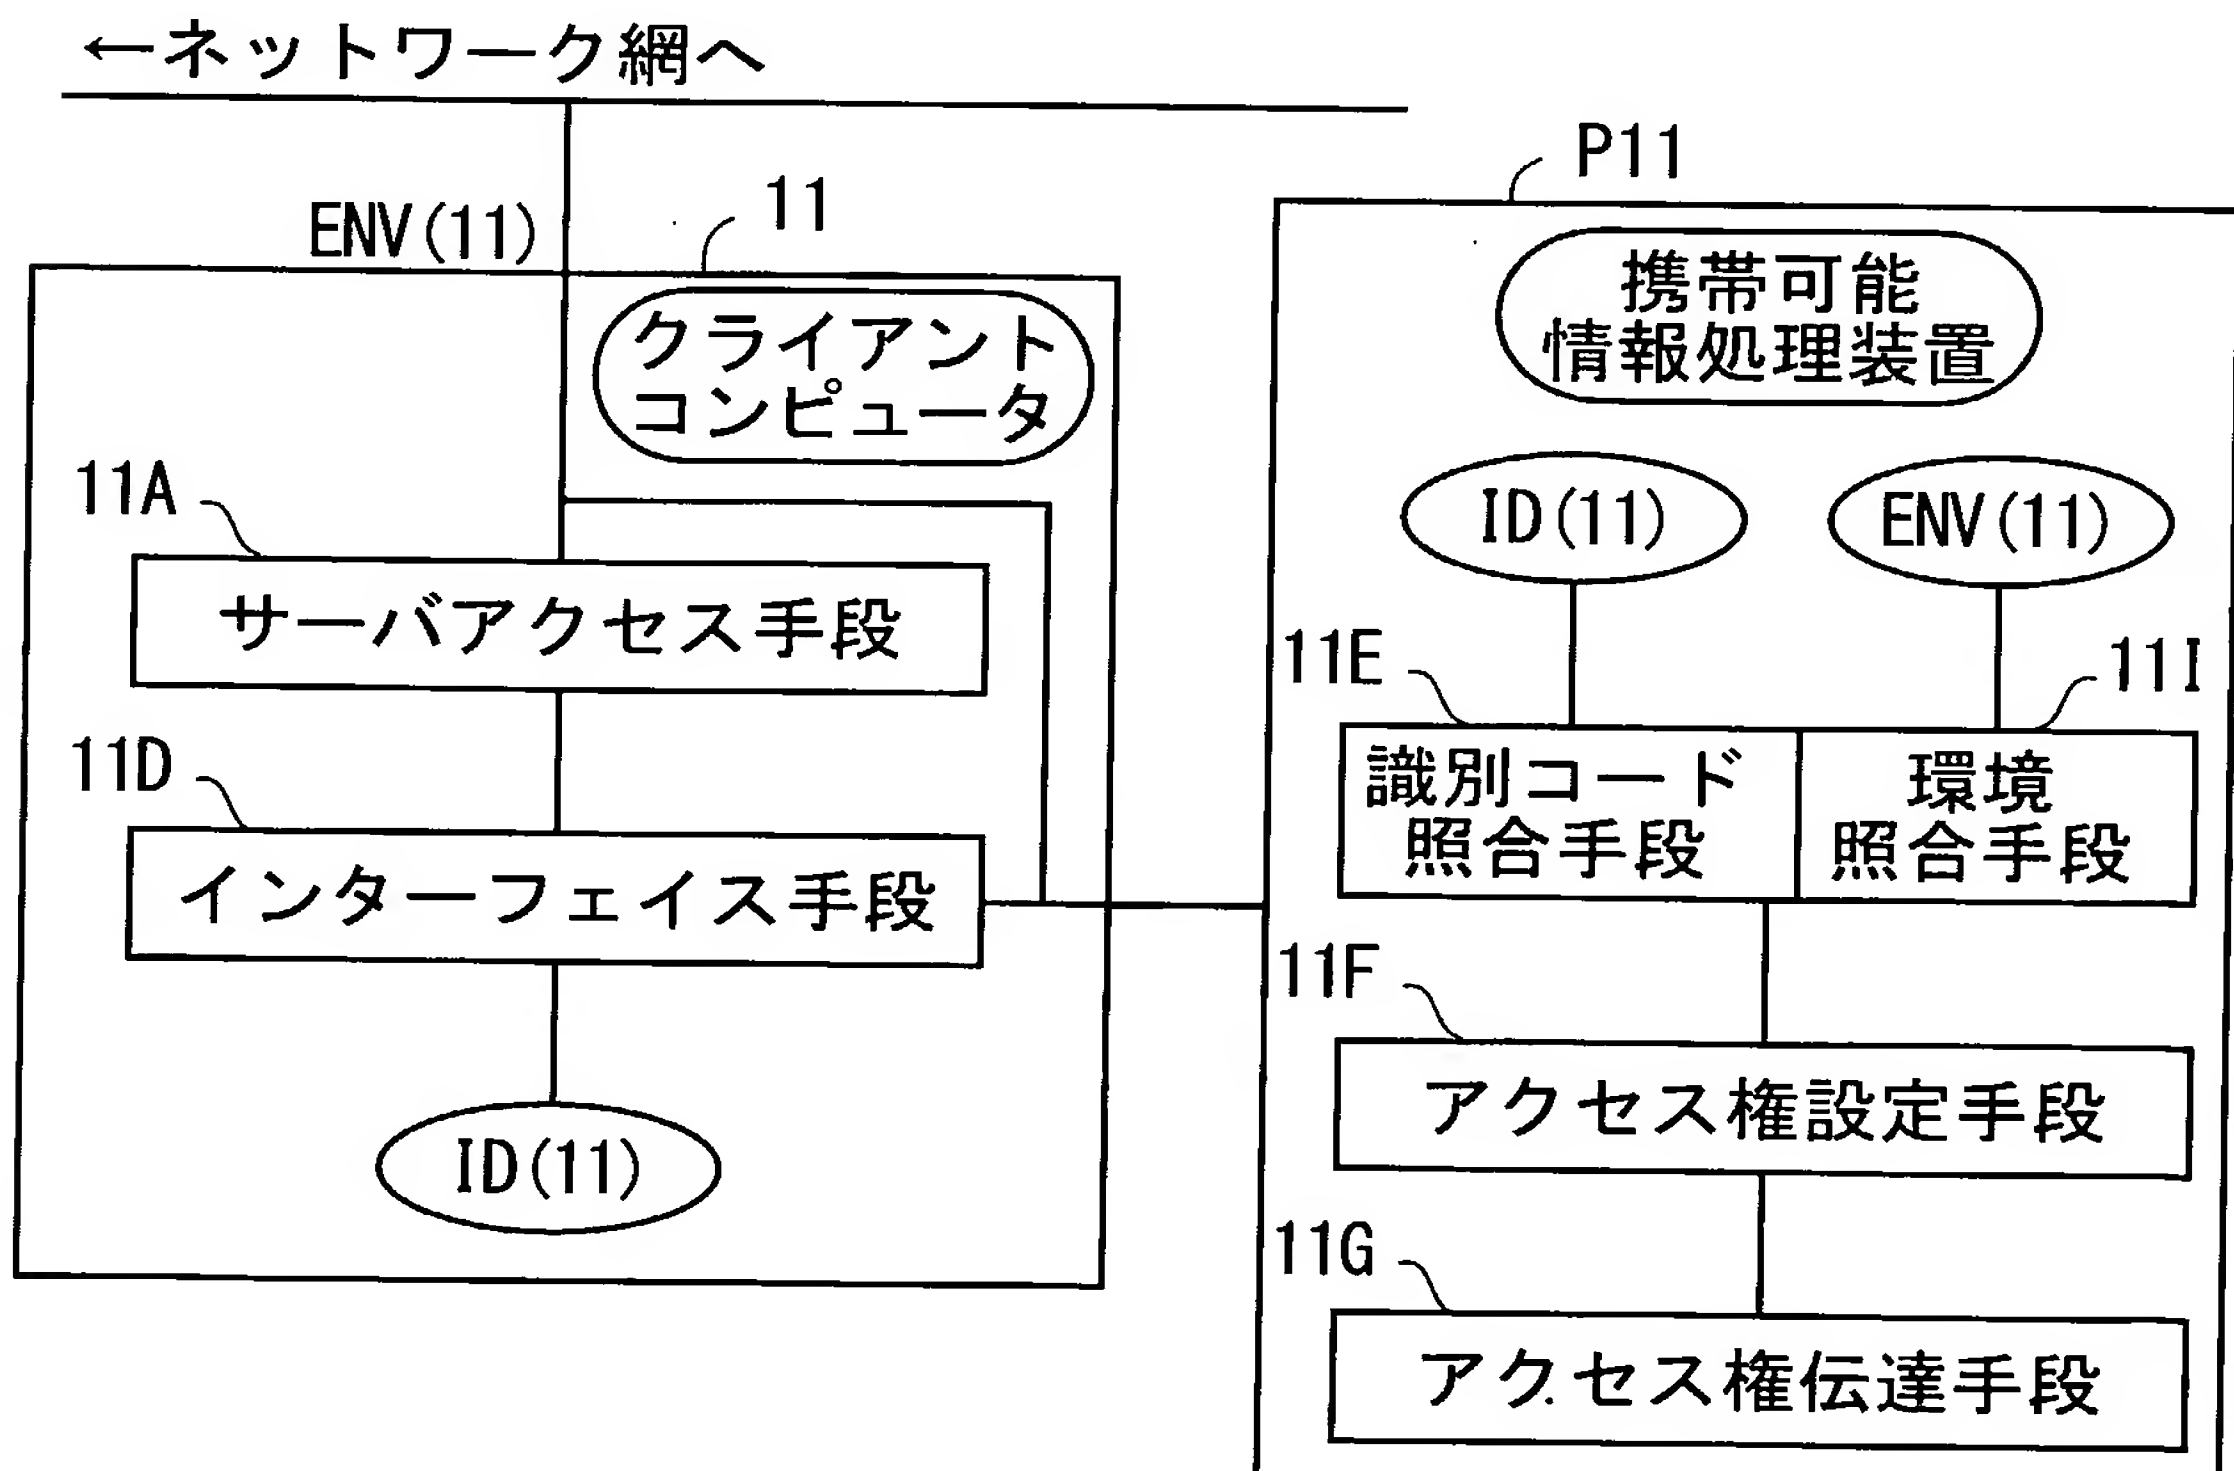 ←ネットワーク網へ
ENV(11)
11
クライアント
コンピュータ
11A
サーバアクセス手段
11D
インターフェイス手段
ID(11)
P11
携帯可能
情報処理装置
ID(11)
ENV(11)
11E
11I
識別コード
照合手段
環境
照合手段
11F
アクセス権設定手段
11G
アクセス権伝達手段